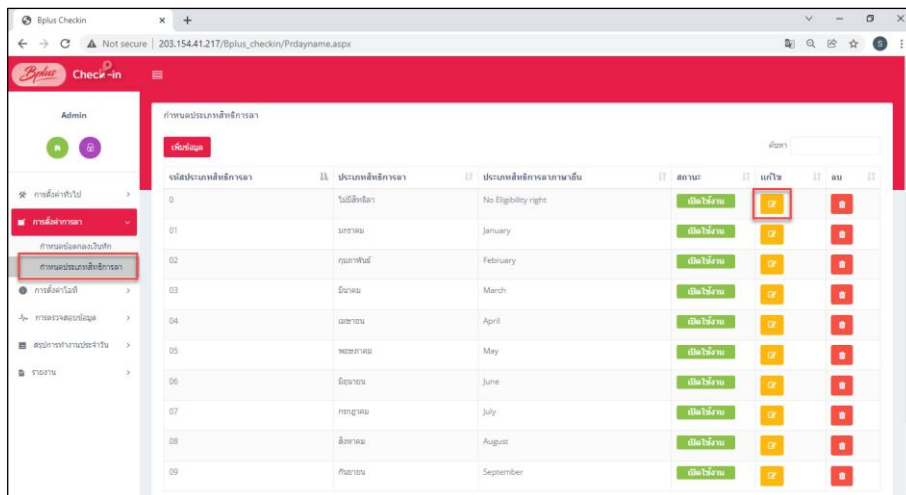 Bplus Checkin
Not secure | 203.154.41.217/Bplus_checkin/Prdayname.aspx
S
Bplus Check-in
Admin
การตั้งค่าทั่วไป
การตั้งค่าการลา
กำหนดข้อตกลงเงินหัก
กำหนดประเภทสิทธิการลา
การตั้งค่าโอที
การตรวจสอบข้อมูล
สรุปการทำงานประจำวัน
รายงาน
กำหนดประเภทสิทธิการลา
เพิ่มข้อมูล
ค้นหา
รหัสประเภทสิทธิการลา ประเภทสิทธิการลา ประเภทสิทธิการลาภาษาอื่น สถานะ แก้ไข ลบ
0 ไม่มีสิทธิลา No Eligibility right เปิดใช้งาน
01 มกราคม January เปิดใช้งาน
02 กุมภาพันธ์ February เปิดใช้งาน
03 มีนาคม March เปิดใช้งาน
04 เมษายน April เปิดใช้งาน
05 พฤษภาคม May เปิดใช้งาน
06 มิถุนายน June เปิดใช้งาน
07 กรกฎาคม July เปิดใช้งาน
08 สิงหาคม August เปิดใช้งาน
09 กันยายน September เปิดใช้งาน